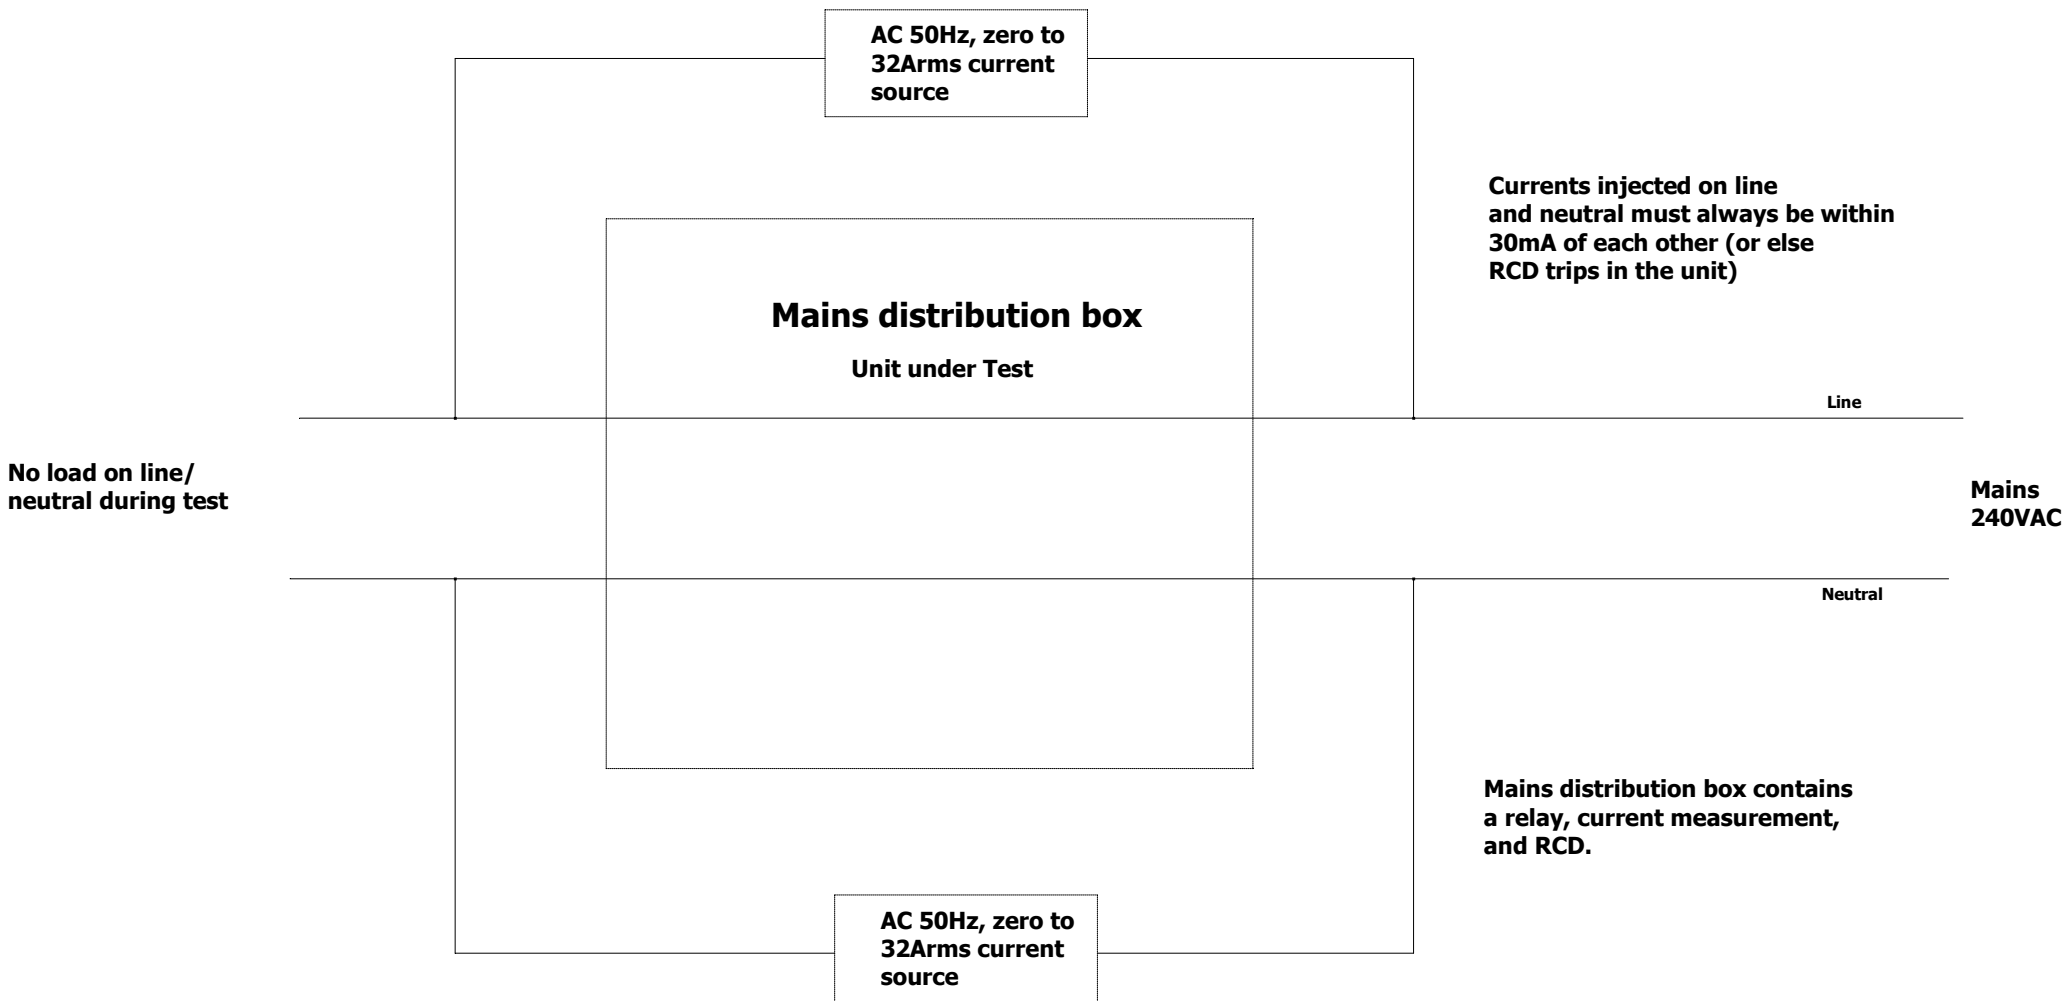 AC 50Hz, zero to
32Arms current
source
Currents injected on line
and neutral must always be within
30mA of each other (or else
RCD trips in the unit)
Mains distribution box
Unit under Test
Line
No load on line/
neutral during test
Mains
240VAC
Neutral
Mains distribution box contains
a relay, current measurement,
and RCD.
AC 50Hz, zero to
32Arms current
source